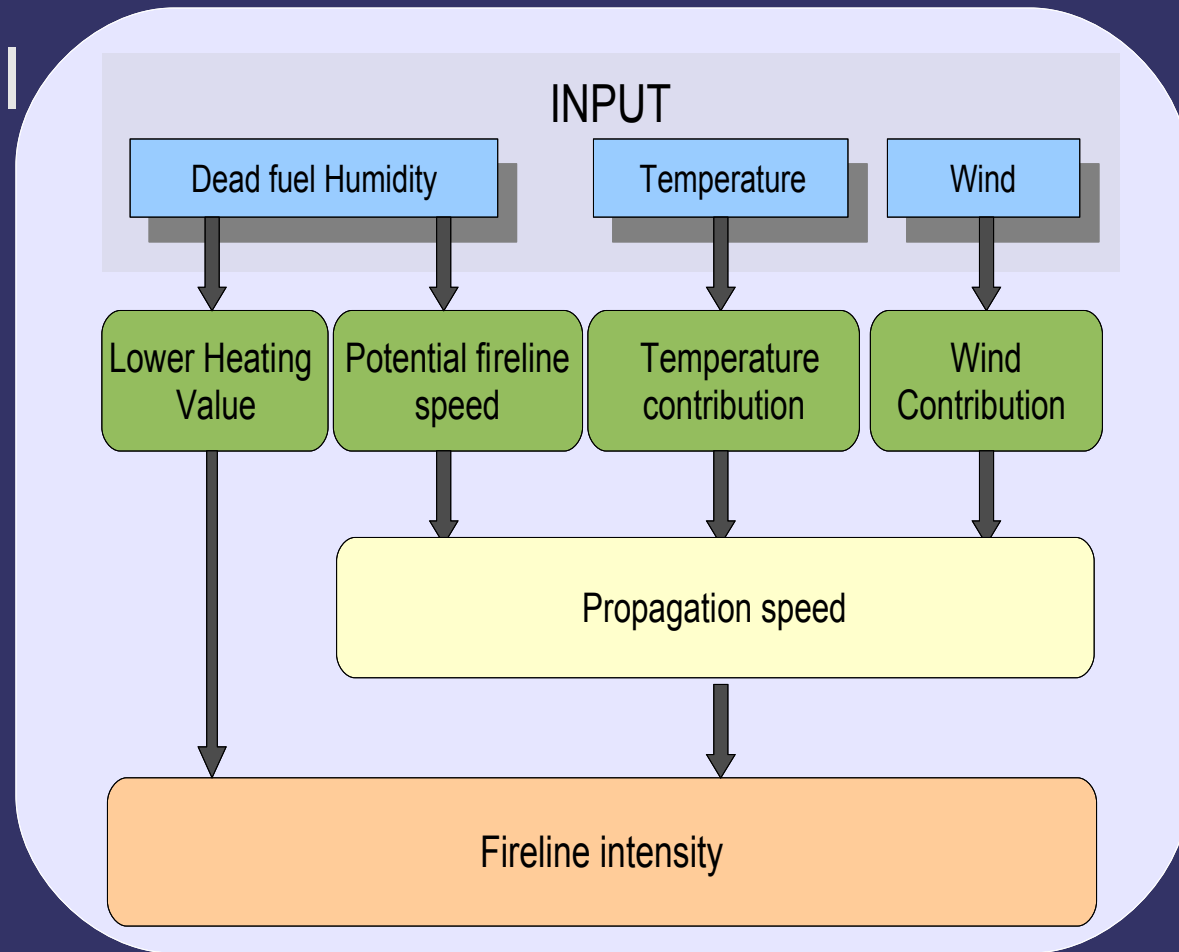 INPUT
Dead fuel Humidity
Temperature
Wind
Lower Heating
Value
Potential fireline
speed
Temperature
contribution
Wind
Contribution
Propagation speed
Fireline intensity